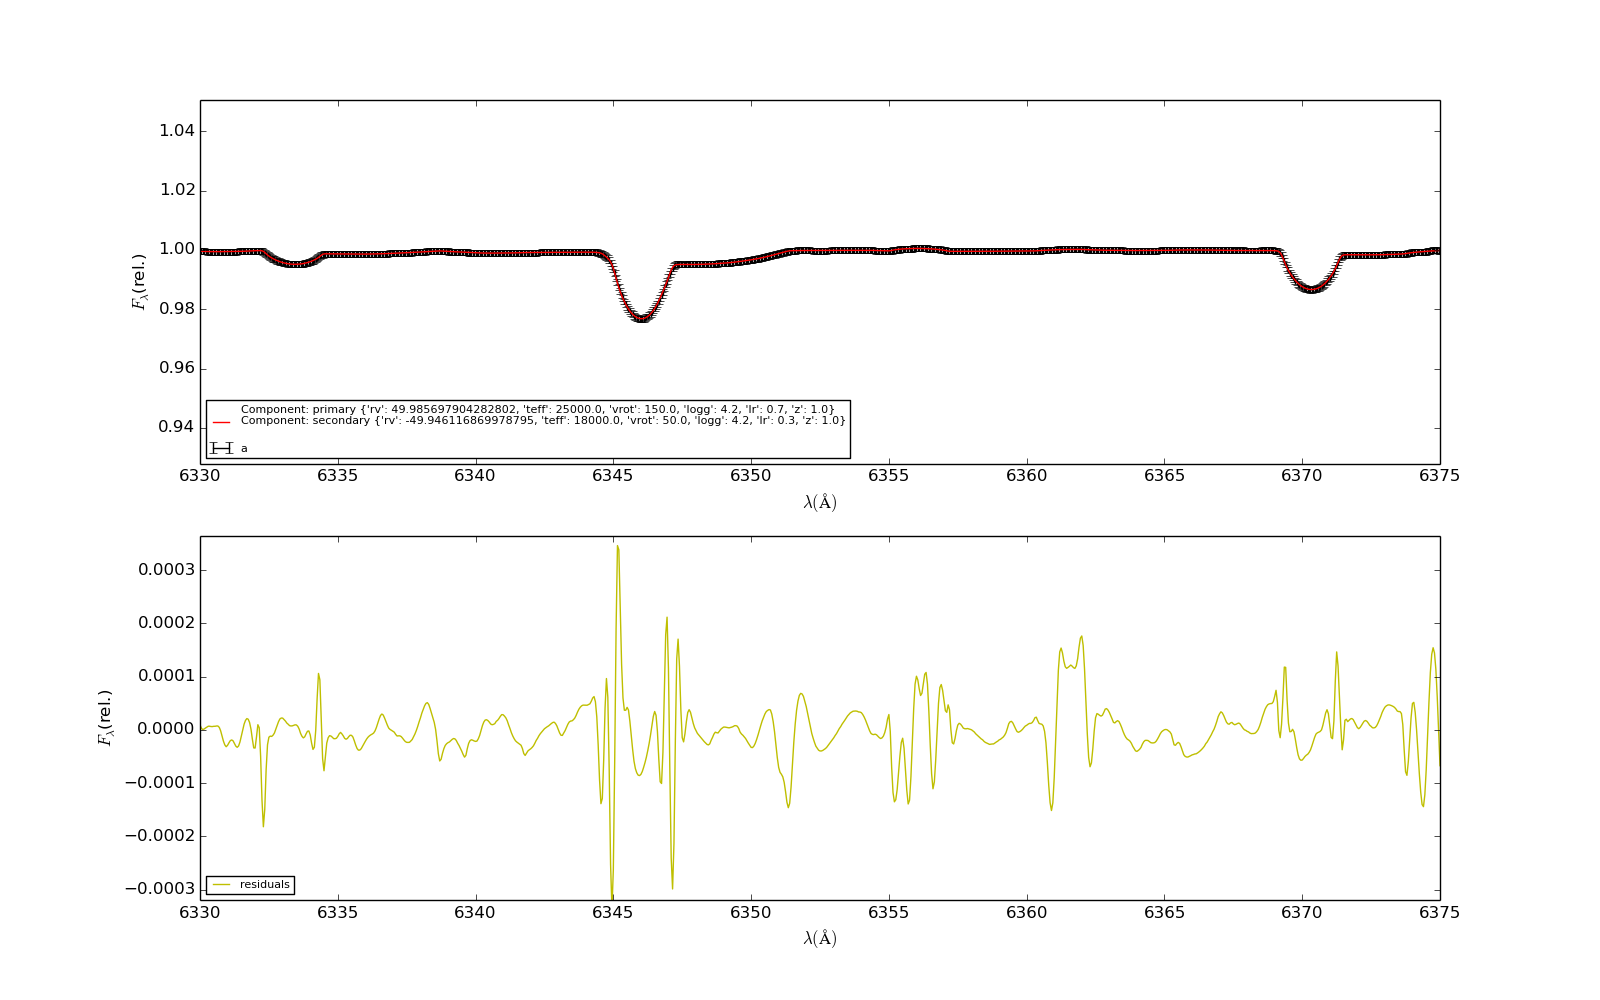 1.04
1.02
1.00
0.98
0.96
0.94
F_λ(rel.)
Component: primary {'rv': 49.985697904282802, 'teff': 25000.0, 'vrot': 150.0, 'logg': 4.2, 'lr': 0.7, 'z': 1.0}
Component: secondary {'rv': -49.946116869978795, 'teff': 18000.0, 'vrot': 50.0, 'logg': 4.2, 'lr': 0.3, 'z': 1.0}
a
6330 6335 6340 6345 6350 6355 6360 6365 6370 6375
λ(Å)
0.0003
0.0002
0.0001
0.0000
−0.0001
−0.0002
−0.0003
F_λ(rel.)
residuals
6330 6335 6340 6345 6350 6355 6360 6365 6370 6375
λ(Å)